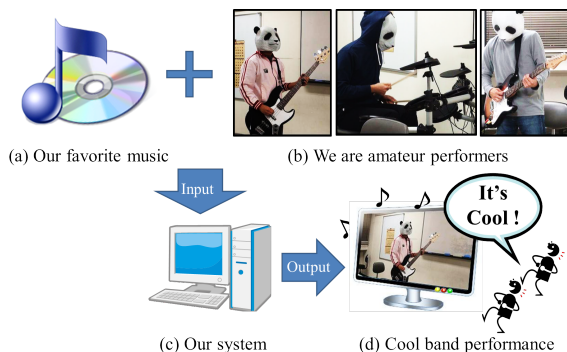 (a) Our favorite music
(b) We are amateur performers
Input
It's
Cool !
Output
(c) Our system
(d) Cool band performance